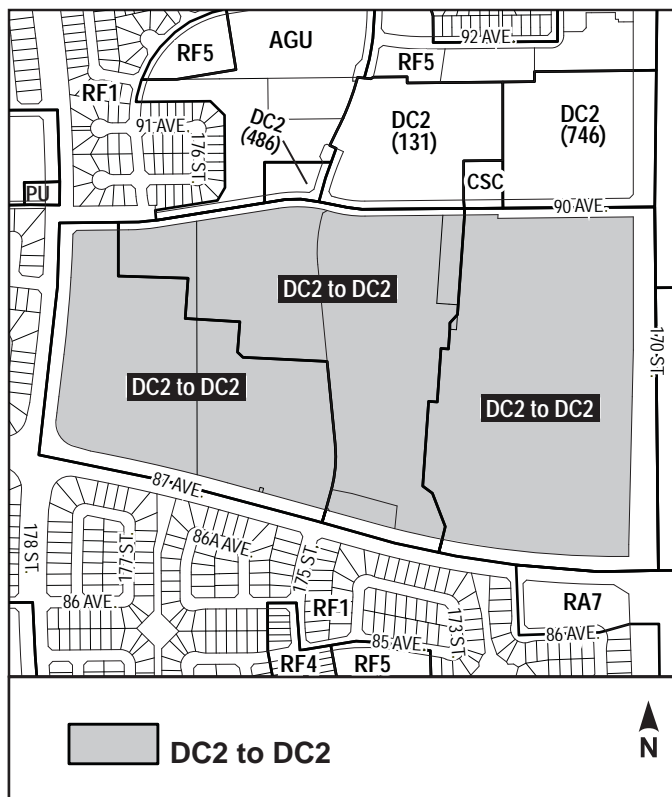 92 AVE.
AGU
RF5
RF5
RF1
DC2
(486)
DC2
(131)
DC2
(746)
91 AVE.
176 ST.
PU
CSC
90 AVE.
DC2 to DC2
170 ST.
DC2 to DC2
DC2 to DC2
87 AVE.
178 ST.
177 ST.
86A AVE.
175 ST.
86 AVE.
RF1
173 ST.
RA7
86 AVE.
85 AVE.
RF4
RF5
DC2 to DC2
N